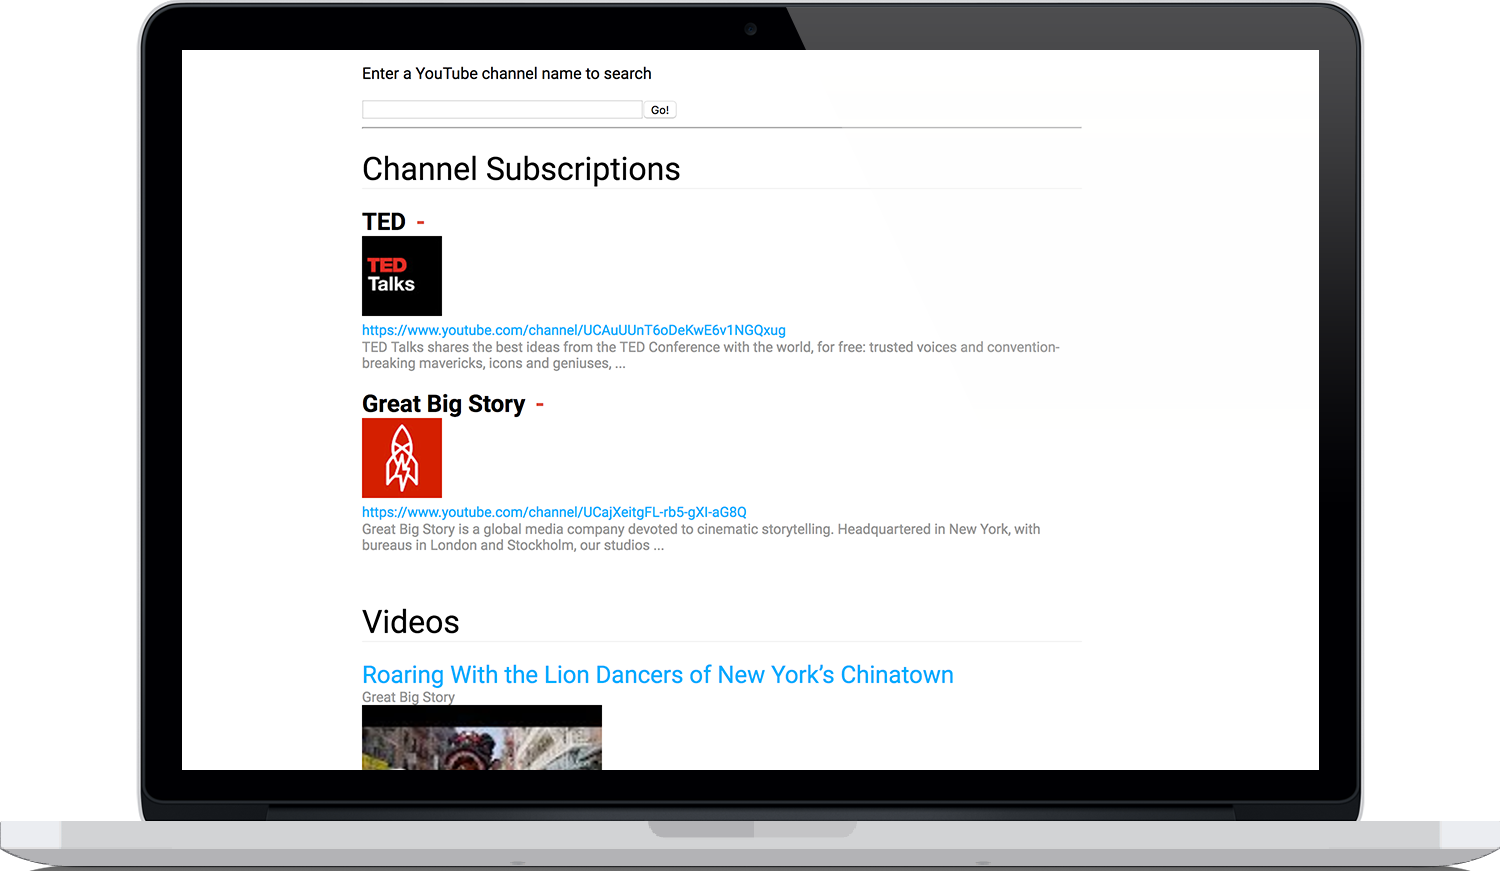 Enter a YouTube channel name to search
Go!
Channel Subscriptions
TED -
TED
Talks
https://www.youtube.com/channel/UCAuUUnT6oDeKwE6v1NGQxug
TED Talks shares the best ideas from the TED Conference with the world, for free: trusted voices and convention-
breaking mavericks, icons and geniuses, ...
Great Big Story -
https://www.youtube.com/channel/UCajXeitgFL-rb5-gXI-aG8Q
Great Big Story is a global media company devoted to cinematic storytelling. Headquartered in New York, with
bureaus in London and Stockholm, our studios ...
Videos
Roaring With the Lion Dancers of New York’s Chinatown
Great Big Story